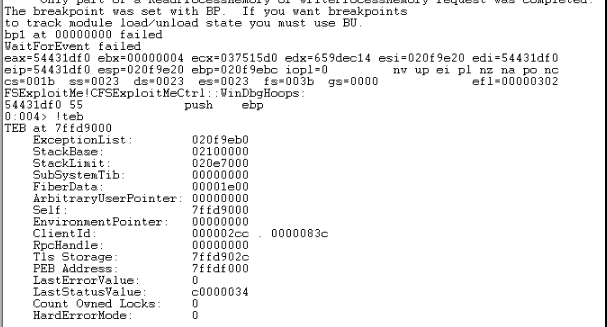 Only part of a ReadProcessMemory or WriteProcessMemory request was completed.
The breakpoint was set with BP.  If you want breakpoints
to track module load/unload state you must use BU.
bp1 at 00000000 failed
WaitForEvent failed
eax=54431df0 ebx=00000004 ecx=037515d0 edx=659dec14 esi=020f9e20 edi=54431df0
eip=54431df0 esp=020f9e20 ebp=020f9ebc iopl=0         nv up ei pl nz na po nc
cs=001b  ss=0023  ds=0023  es=0023  fs=003b  gs=0000             efl=00000302
FSExploitMe!CFSExploitMeCtrl::WinDbgHoops:
54431df0 55              push    ebp
0:004> !teb
TEB at 7ffd9000
ExceptionList:        020f9eb0
StackBase:            02100000
StackLimit:           020e7000
SubSystemTib:         00000000
FiberData:            00001e00
ArbitraryUserPointer: 00000000
Self:                 7ffd9000
EnvironmentPointer:   00000000
ClientId:             000002cc . 0000083c
RpcHandle:            00000000
Tls Storage:          7ffd902c
PEB Address:          7ffdf000
LastErrorValue:       0
LastStatusValue:      c0000034
Count Owned Locks:    0
HardErrorMode:        0